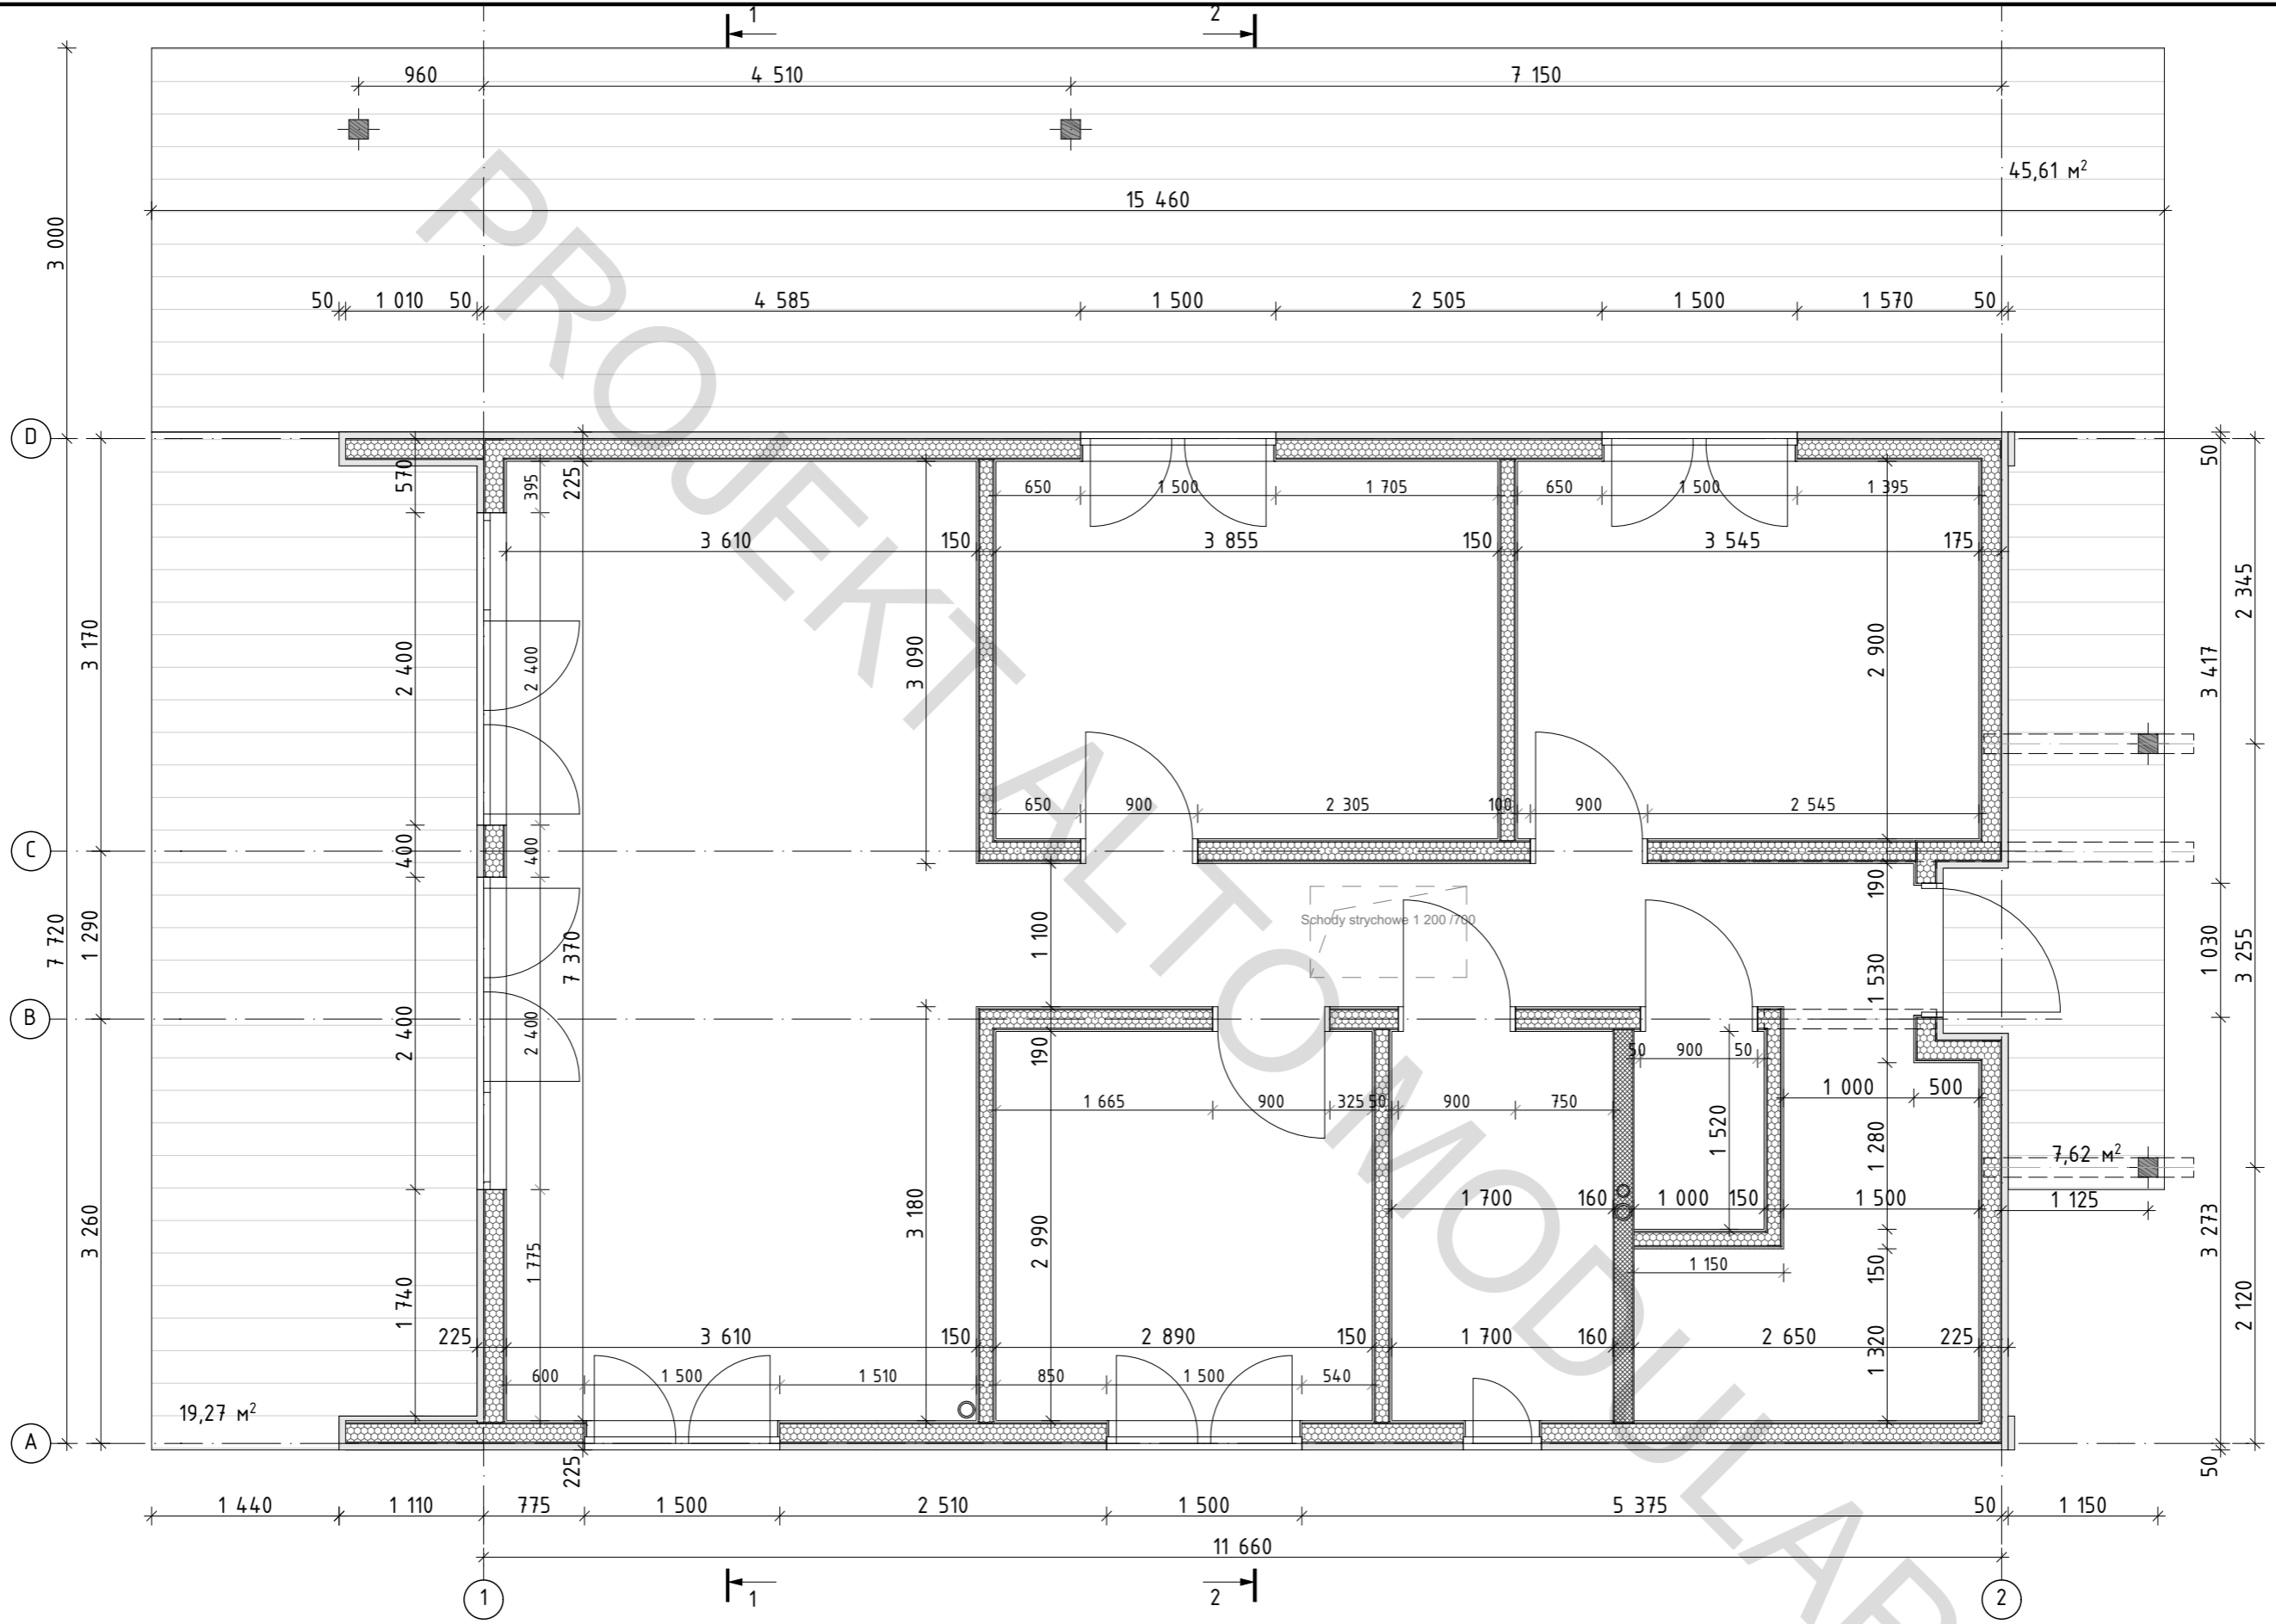 1 2
960 4 510 7 150
45,61 м²
15 460
3 000
50 1 010 50 4 585 1 500 2 505 1 500 1 570 50
D
570 395 225 50
650 1 500 1 705 650 1 500 1 395
3 610 150 3 855 150 3 545 175
2 345
3 170 2 400 2 400 3 090 2 900 3 417
650 900 2 305 100 900 2 545
C
400 400 190
Schody strychowe 1 200 /700
7 720 1 290 7 370 1 100 1 530 1 030 3 255
B
2 400 2 400 190
50 900 50
1 000 500
1 665 900 325 50 900 750
1 520 1 280
7,62 м²
1 700 160 1 000 150 1 500 1 125
3 260 3 180 2 990 3 273
1 775 1 150 150
1 740 2 120
225 3 610 150 2 890 150 1 700 160 2 650 225
1 320
600 1 500 1 510 850 1 500 540
19,27 м²
A
225 50
1 440 1 110 775 1 500 2 510 1 500 5 375 50 1 150
11 660
1 1 2 2
PROJEKT ALTO MODULAR